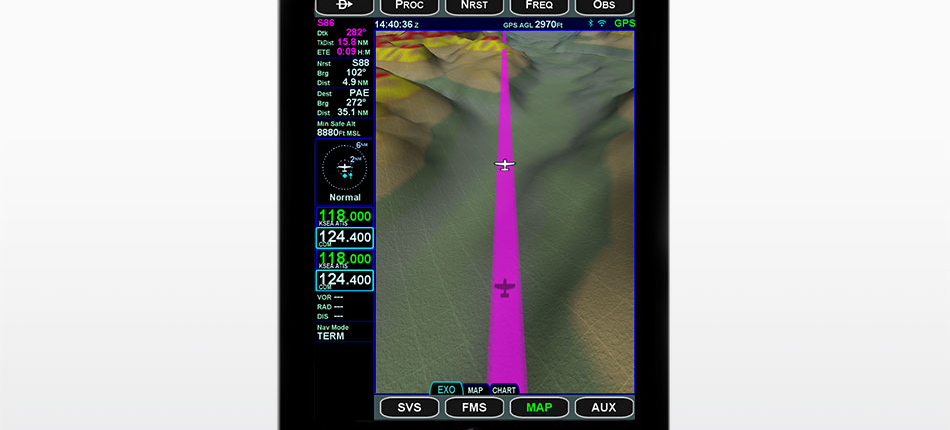 D PROC NRST FREQ OBS
S86
14:40:36 Z GPS AGL 2970FT GPS
Dtk 282°
TkDist 15.8 NM
ETE 0:09 H:M
Nrst S88
Brg 102°
Dist 4.9 NM
Dest PAE
Brg 272°
Dist 35.1 NM
Min Safe Alt
8880Ft MSL
.6NM
.2NM
Normal
118.000
KSEA ATIS
124.400
COM
118.000
KSEA ATIS
124.400
COM
VOR ---
RAD ---
DIS ---
Nav Mode
TERM
EXO MAP CHART
SVS FMS MAP AUX